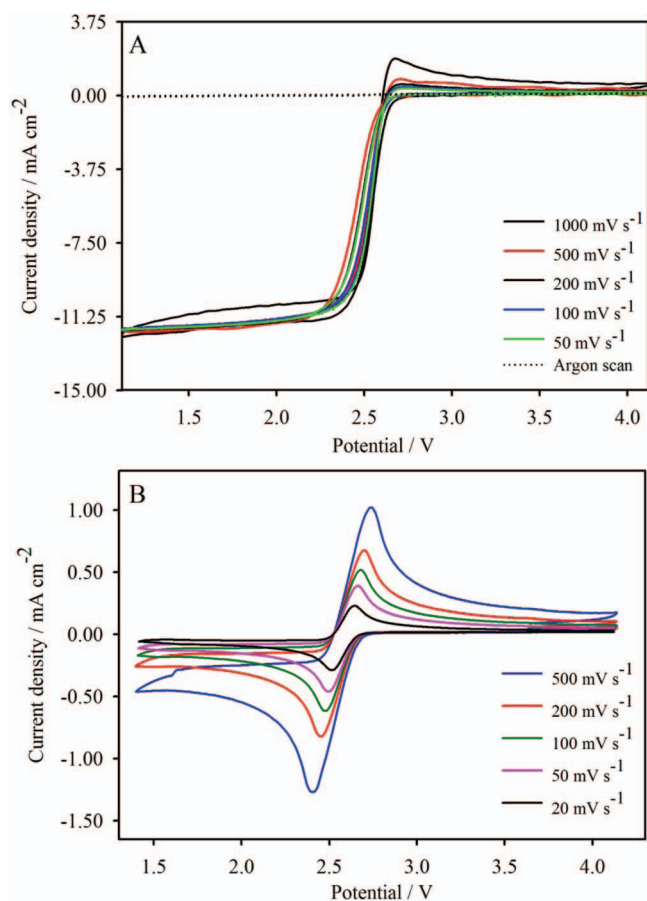 A
3.75
0.00
-3.75
-7.50
-11.25
-15.00
Current density / mA cm-2
1000 mV s-1
500 mV s-1
200 mV s-1
100 mV s-1
50 mV s-1
Argon scan
1.5 2.0 2.5 3.0 3.5 4.0
Potential / V
B
1.00
0.50
0.00
-0.50
-1.00
-1.50
Current density / mA cm-2
500 mV s-1
200 mV s-1
100 mV s-1
50 mV s-1
20 mV s-1
1.5 2.0 2.5 3.0 3.5 4.0
Potential / V